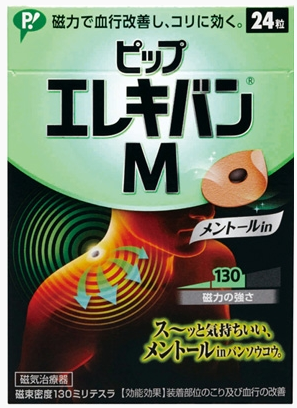 P!
磁力で血行改善し、コリに効く。 24粒
ピップ
エレキバン®
M
メントールin
130
磁力の強さ
ス〜ッと気持ちいい、
メントールinバンソウコウ。
磁気治療器
磁束密度130ミリテスラ 【効能効果】装着部位のこり及び血行の改善